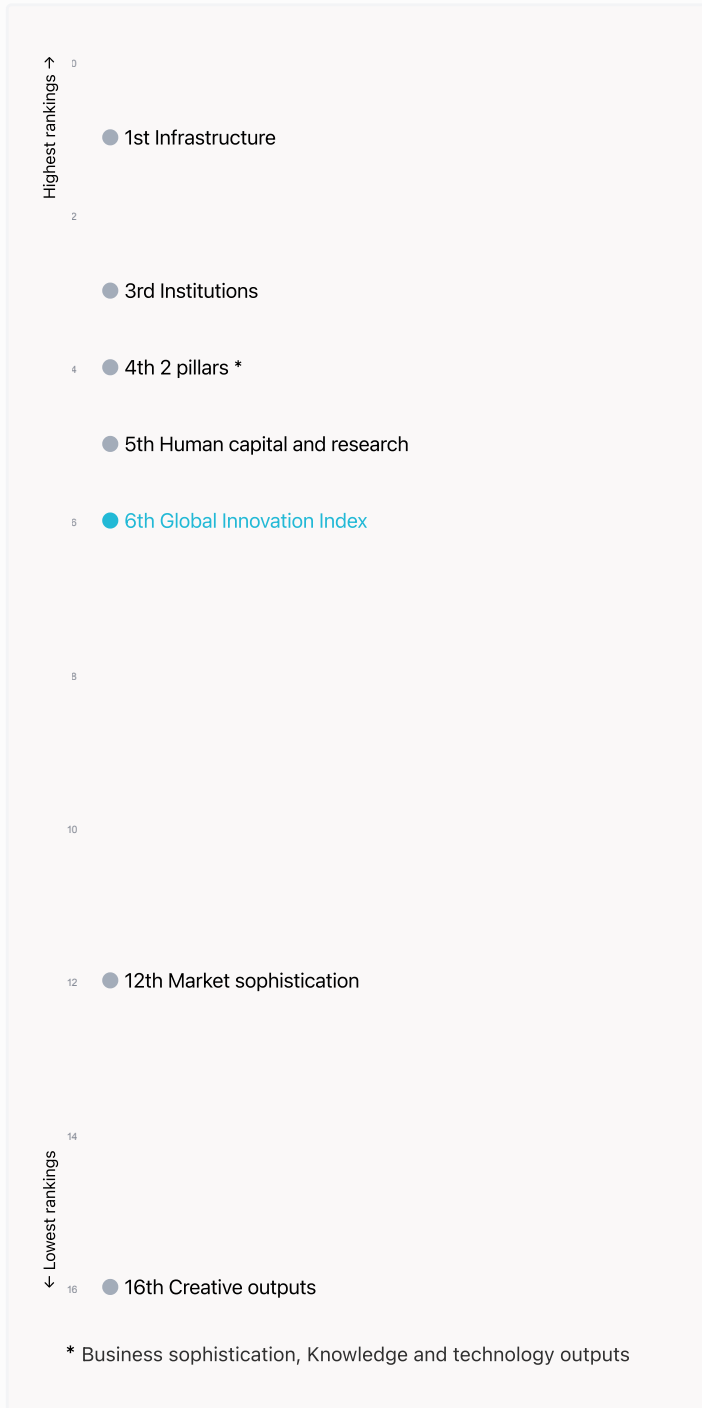 Highest rankings →
0
1st Infrastructure
2
3rd Institutions
4
4th 2 pillars *
5th Human capital and research
6
6th Global Innovation Index
8
10
12
12th Market sophistication
14
← Lowest rankings
16
16th Creative outputs
* Business sophistication, Knowledge and technology outputs